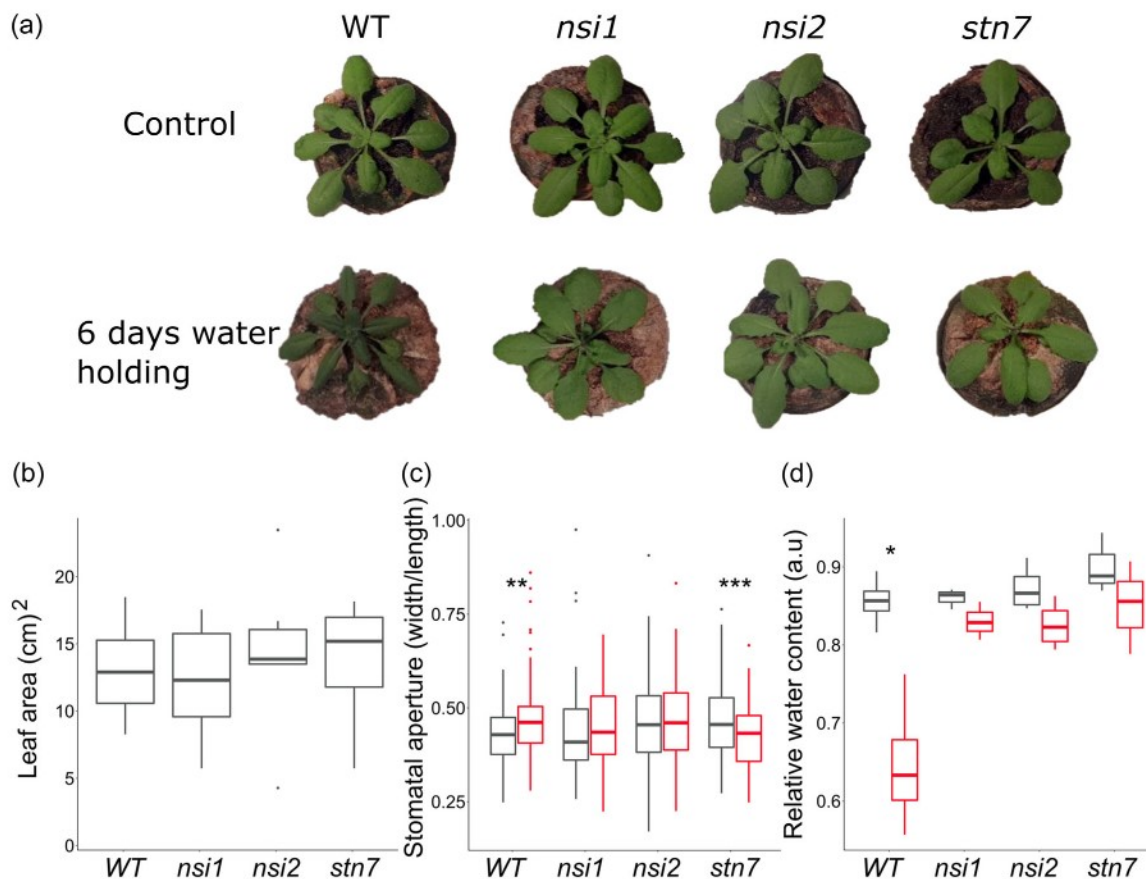 (a)
WT nsi1 nsi2 stn7
Control
6 days water
holding
(b)
Leaf area (cm)2
20
15
10
5
0
WT nsi1 nsi2 stn7
(c)
Stomatal aperture (width/length)
1.00
0.75
0.50
0.25
** ***
WT nsi1 nsi2 stn7
(d)
Relative water content (a.u)
0.9
0.8
0.7
0.6
*
WT nsi1 nsi2 stn7